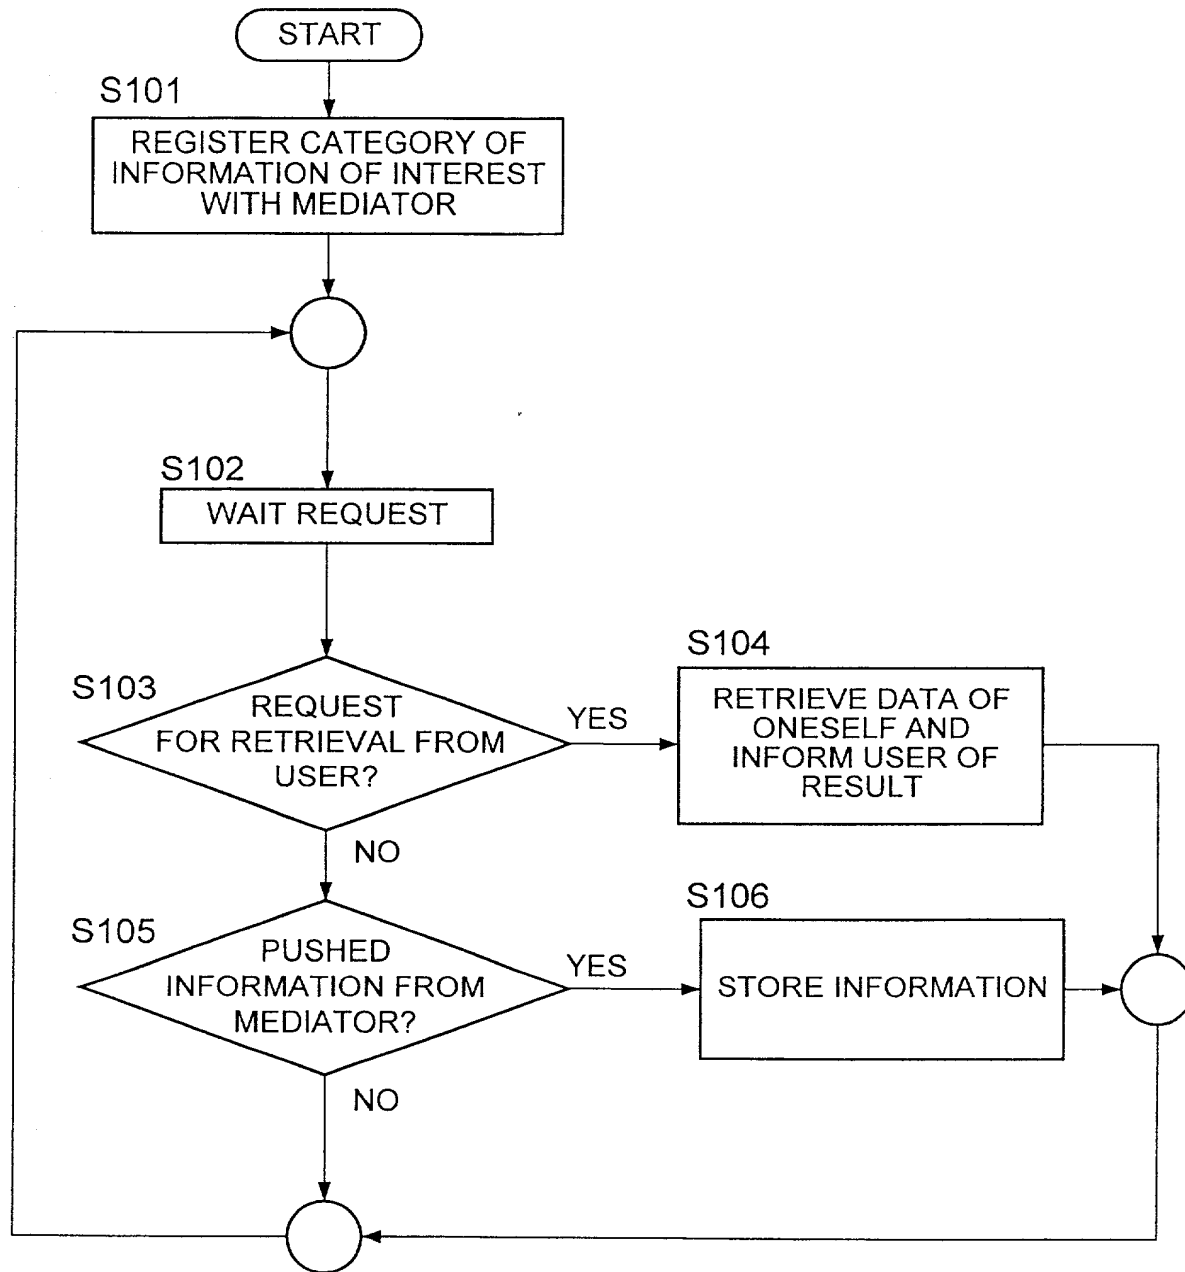 START
S101
REGISTER CATEGORY OF
INFORMATION OF INTEREST
WITH MEDIATOR
S102
WAIT REQUEST
S103
REQUEST
FOR RETRIEVAL FROM
USER?
YES
S104
RETRIEVE DATA OF
ONESELF AND
INFORM USER OF
RESULT
NO
S105
PUSHED
INFORMATION FROM
MEDIATOR?
YES
S106
STORE INFORMATION
NO